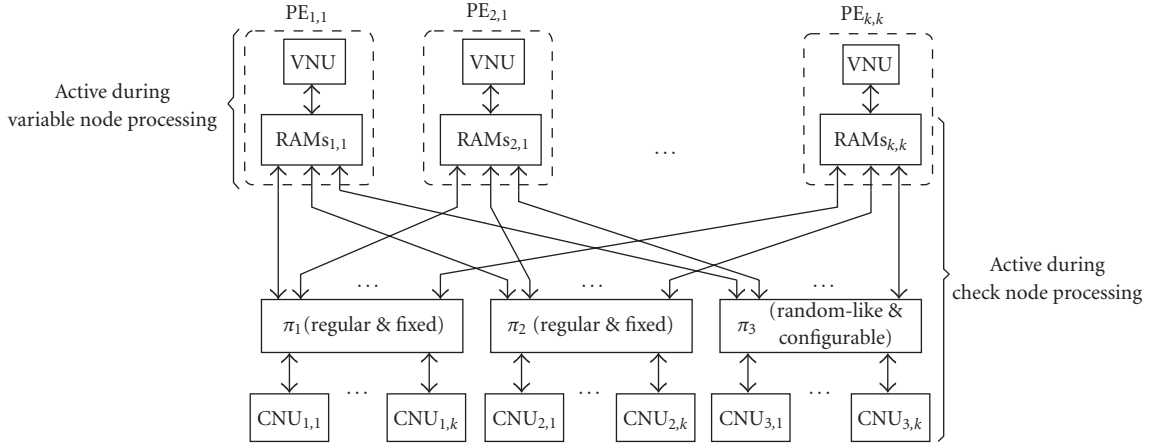 PE1,1 PE2,1 PEk,k
VNU VNU VNU
Active during
variable node processing
RAMs1,1 RAMs2,1 ... RAMsk,k
Active during
check node processing
... ... ...
π1(regular & fixed) π2 (regular & fixed) π3 (random-like &
configurable)
... ... ...
CNU1,1 CNU1,k CNU2,1 CNU2,k CNU3,1 CNU3,k